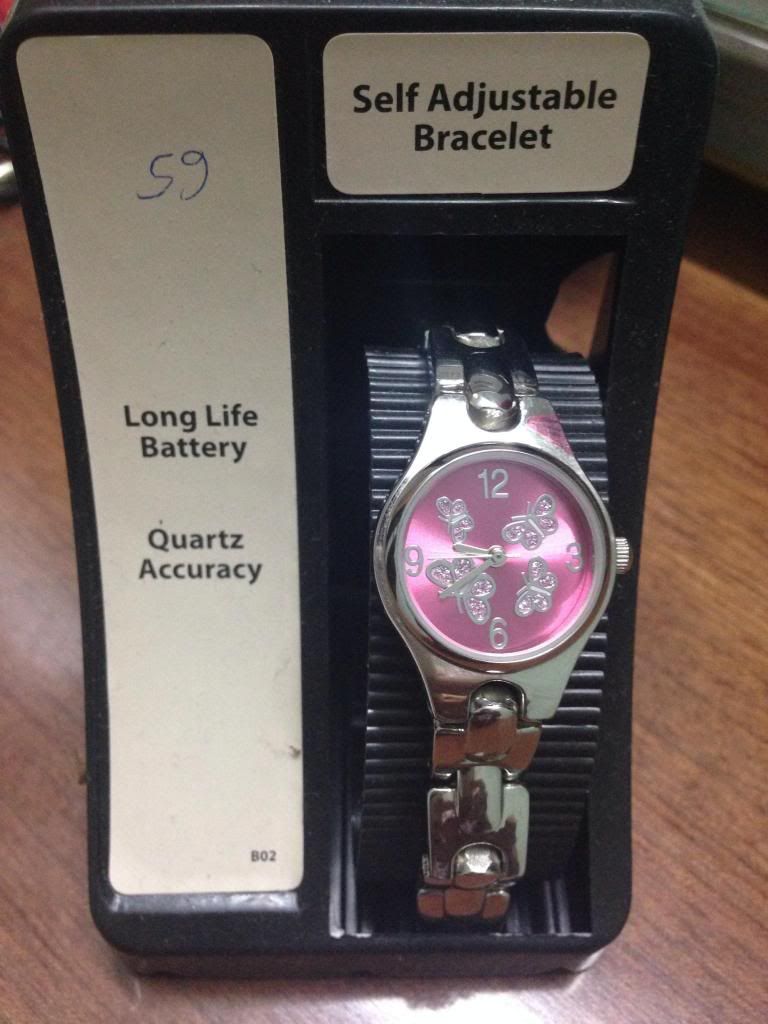 59
Long Life
Battery
Quartz
Accuracy
B02
Self Adjustable
Bracelet
12
9
3
6